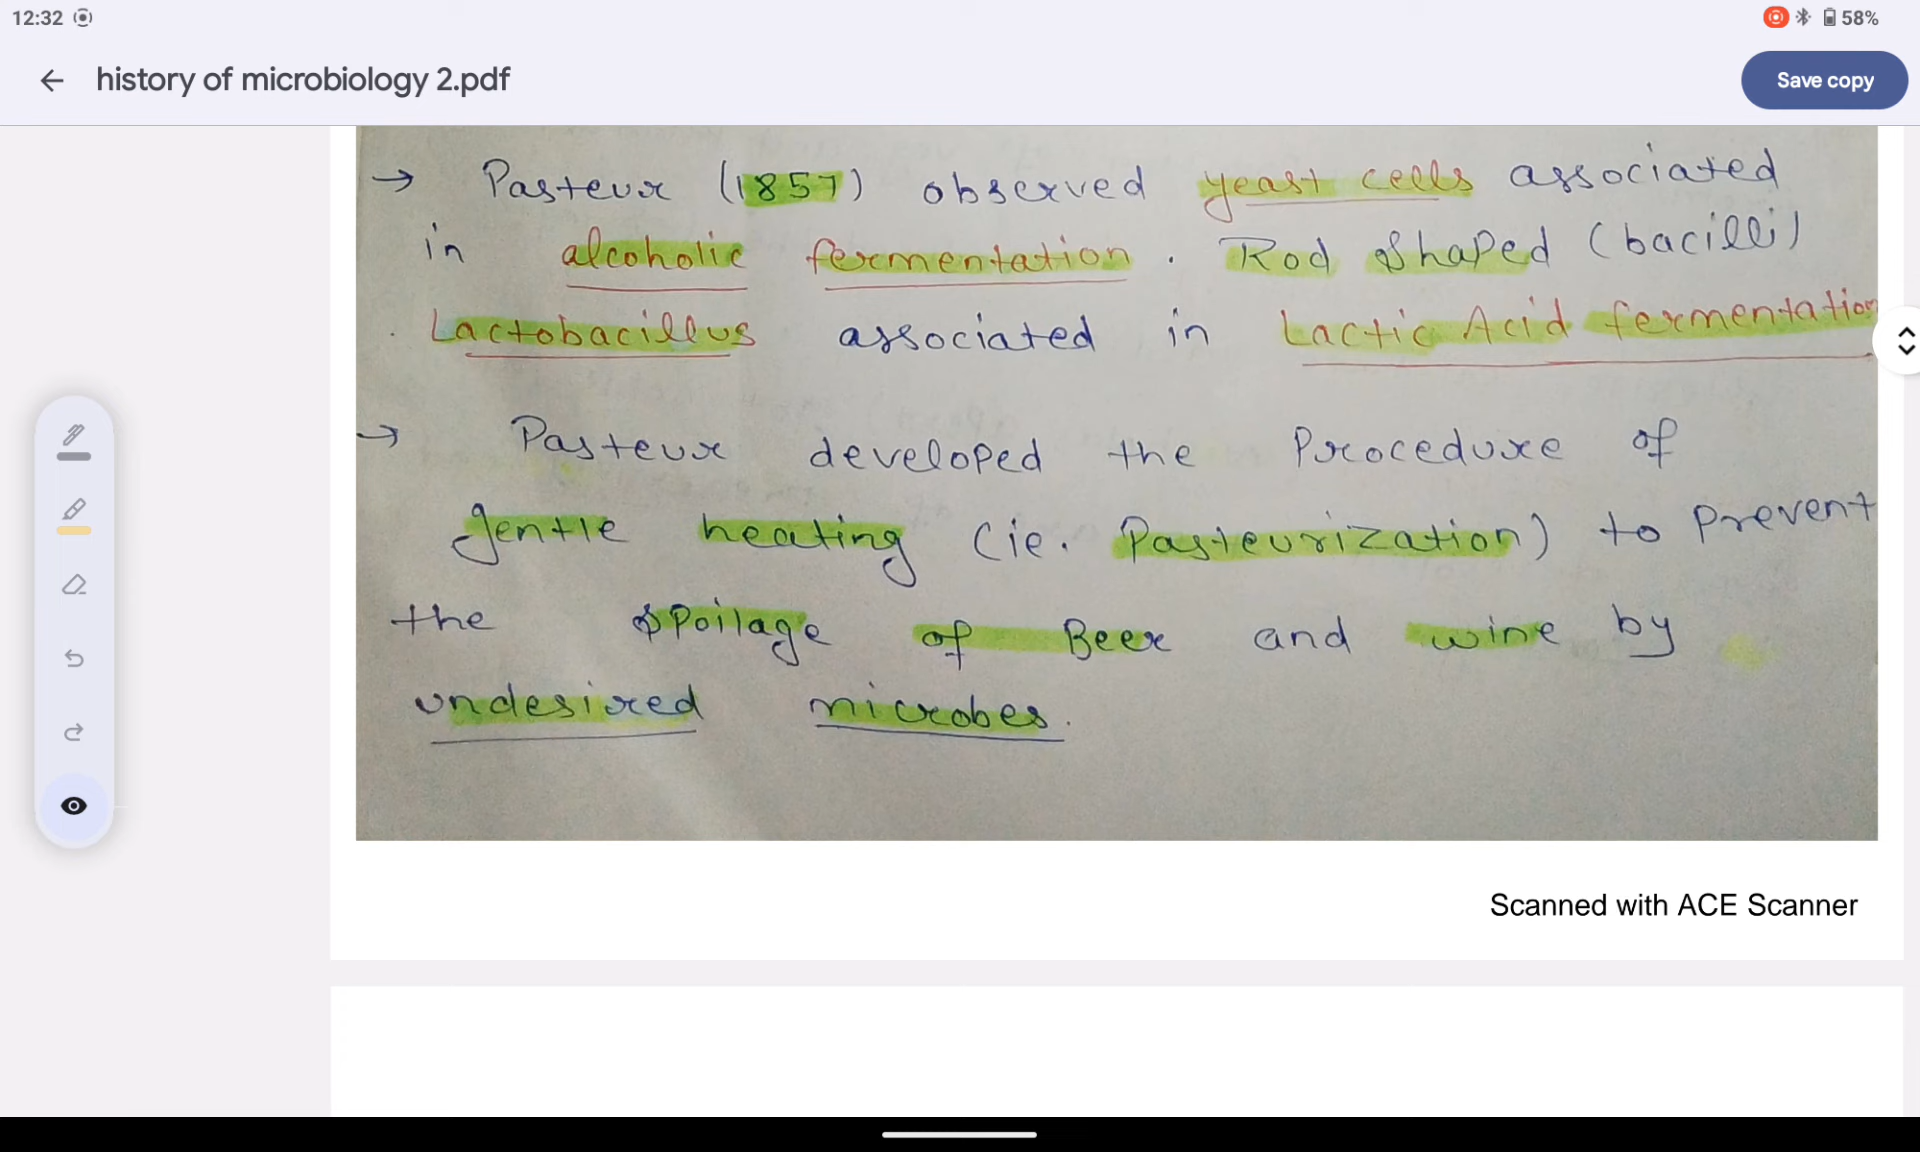 12:32
58%
history of microbiology 2.pdf
Save copy
→ Pasteur (1857) observed yeast cells associated
in alcoholic fermentation. Rod shaped (bacilli)
Lactobacillus associated in Lactic Acid fermentation
→ Pasteur developed the Procedure of
gentle heating (ie. Pasteurization) to prevent
the spoilage of Beer and wine by
undesired microbes.
Scanned with ACE Scanner